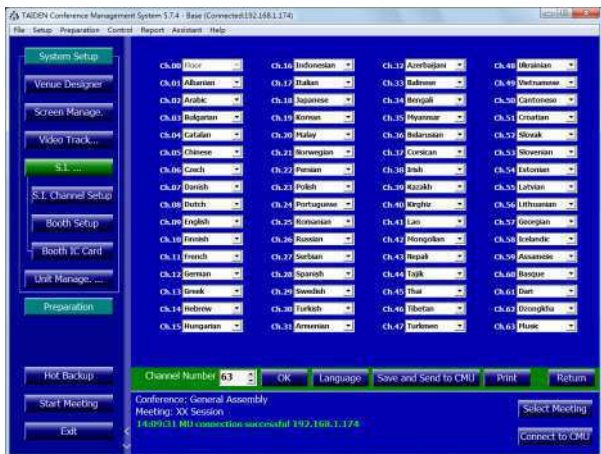 TAIDEN Conference Management System 5.7.4 - Base (Connected:192.168.1.174)
File Setup Preparation Control Report Assistant Help
System Setup
Venue Designer
Screen Manage.
Video Track...
S.I. ...
S.I. Channel Setup
Booth Setup
Booth IC Card
Unit Manage. ...
Preparation
Hot Backup
Start Meeting
Exit
Ch.00 Floor Ch.16 Indonesian Ch.32 Azerbaijani Ch.48 Ukrainian
Ch.01 Albanian Ch.17 Italian Ch.33 Balinese Ch.49 Vietnamese
Ch.02 Arabic Ch.18 Japanese Ch.34 Bengali Ch.50 Cantonese
Ch.03 Bulgarian Ch.19 Korean Ch.35 Myanmar Ch.51 Croatian
Ch.04 Catalan Ch.20 Malay Ch.36 Belarusian Ch.52 Slovak
Ch.05 Chinese Ch.21 Norwegian Ch.37 Corsican Ch.53 Slovenian
Ch.06 Czech Ch.22 Persian Ch.38 Irish Ch.54 Estonian
Ch.07 Danish Ch.23 Polish Ch.39 Kazakh Ch.55 Latvian
Ch.08 Dutch Ch.24 Portuguese Ch.40 Kirghiz Ch.56 Lithuanian
Ch.09 English Ch.25 Romanian Ch.41 Lao Ch.57 Georgian
Ch.10 Finnish Ch.26 Russian Ch.42 Mongolian Ch.58 Icelandic
Ch.11 French Ch.27 Serbian Ch.43 Nepali Ch.59 Assamese
Ch.12 German Ch.28 Spanish Ch.44 Tajik Ch.60 Basque
Ch.13 Greek Ch.29 Swedish Ch.45 Thai Ch.61 Dari
Ch.14 Hebrew Ch.30 Turkish Ch.46 Tibetan Ch.62 Dzongkha
Ch.15 Hungarian Ch.31 Armenian Ch.47 Turkmen Ch.63 Music
Channel Number 63 OK Language Save and Send to CMU Print Return
Conference: General Assembly
Meeting: XX Session
14:09:31 MU connection successful 192.168.1.174
Select Meeting
Connect to CMU